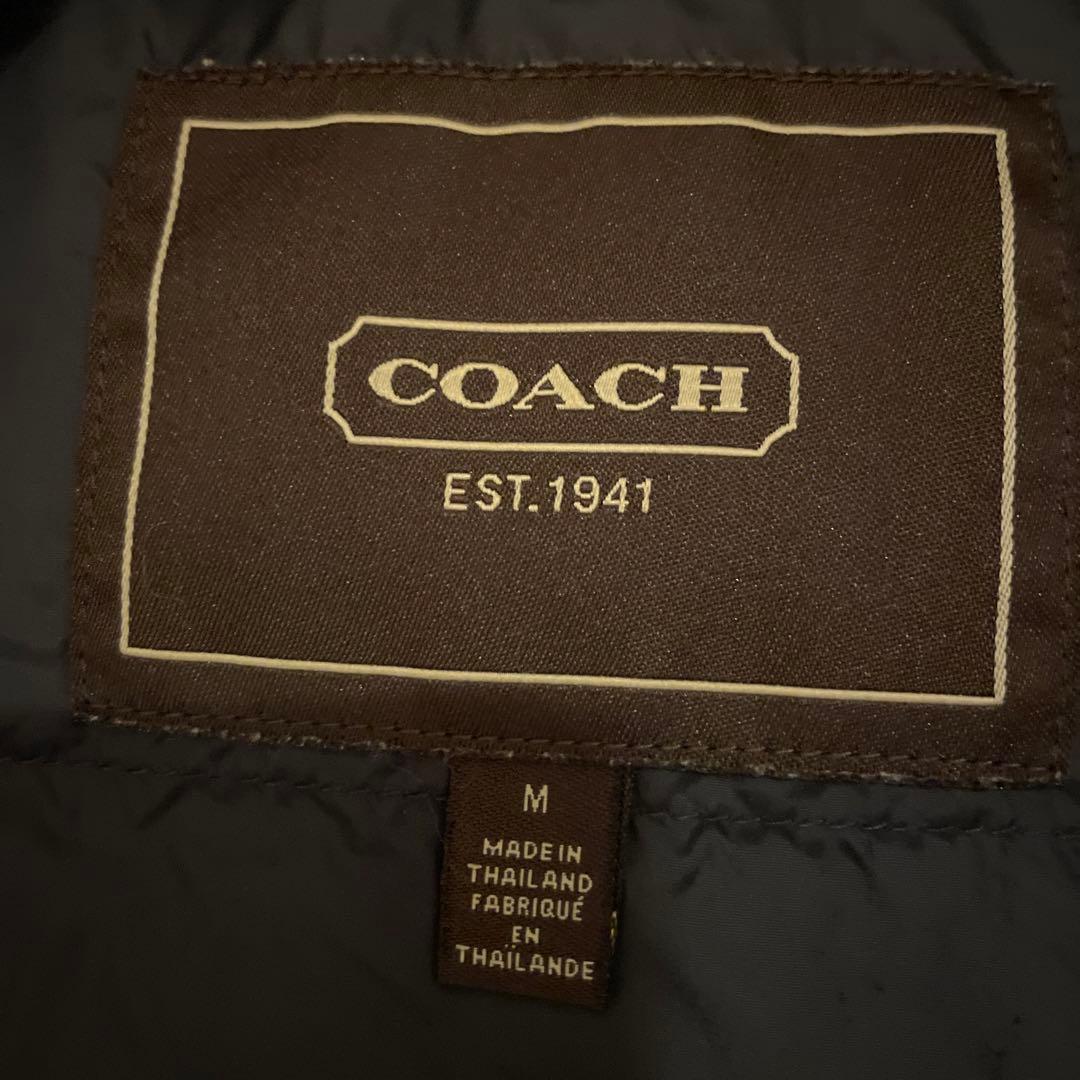 COACH
EST.1941
M
MADE IN
THAILAND
FABRIQUÉ
EN
THAÏLANDE